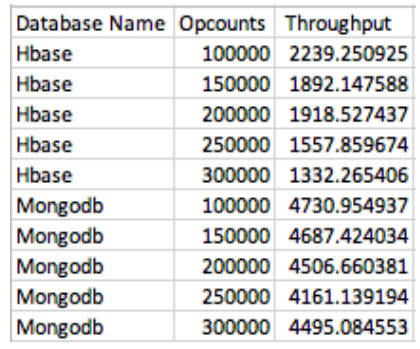 Database Name Opcounts Throughput
Hbase 100000 2239.250925
Hbase 150000 1892.147588
Hbase 200000 1918.527437
Hbase 250000 1557.859674
Hbase 300000 1332.265406
Mongodb 100000 4730.954937
Mongodb 150000 4687.424034
Mongodb 200000 4506.660381
Mongodb 250000 4161.139194
Mongodb 300000 4495.084553